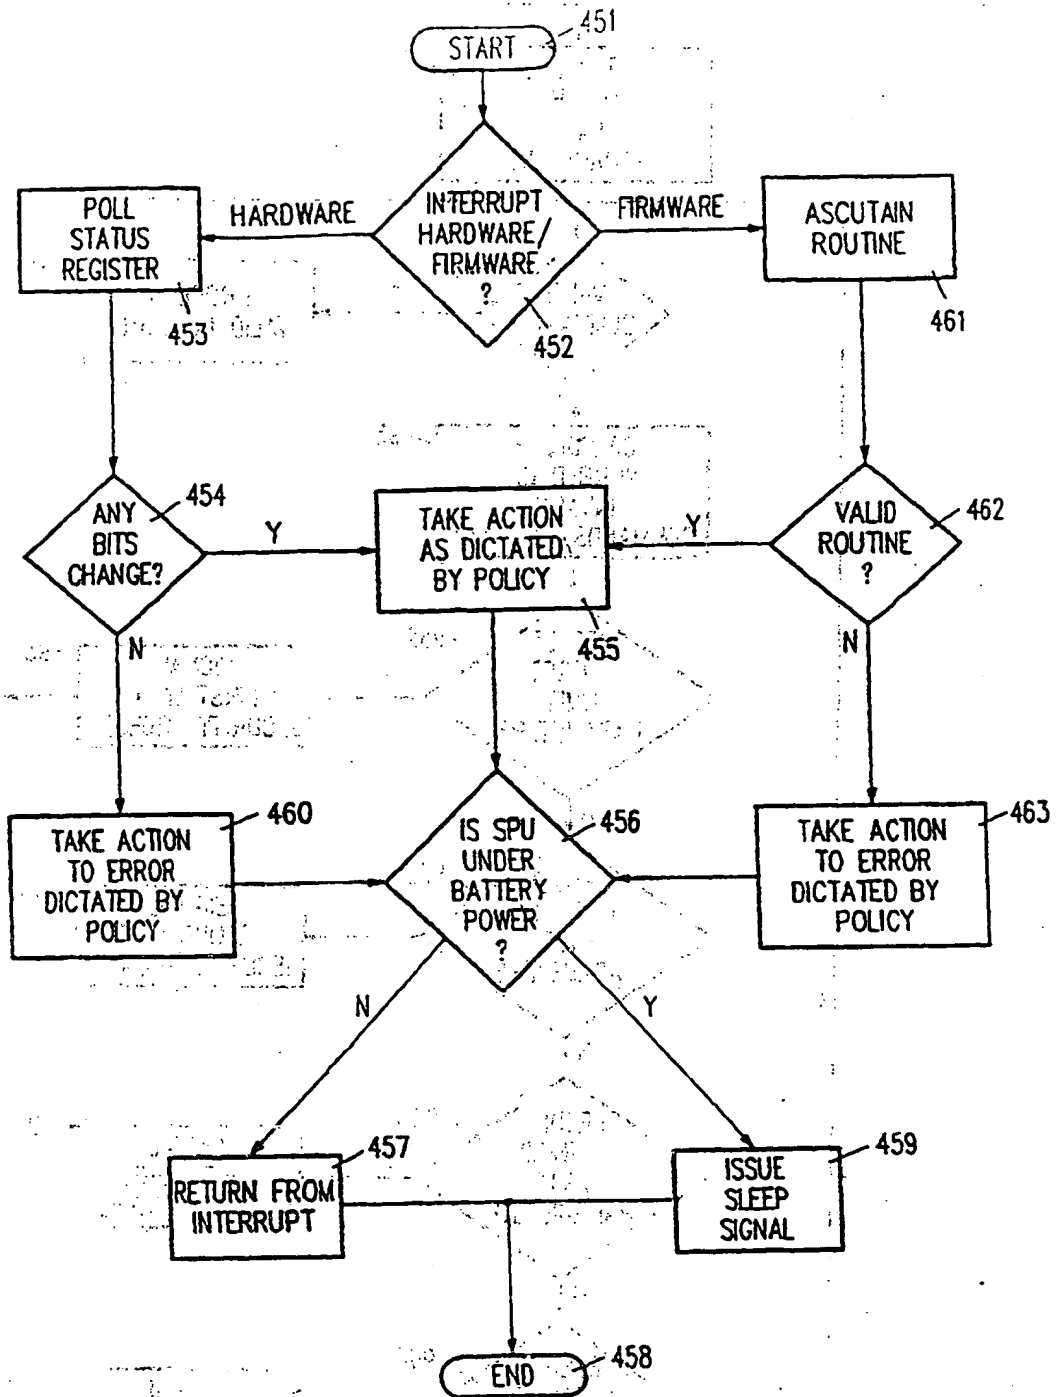 START
451
POLL
STATUS
REGISTER
453
HARDWARE
INTERRUPT
HARDWARE/
FIRMWARE
?
452
FIRMWARE
ASCUTAIN
ROUTINE
461
ANY
BITS
CHANGE?
454
Y
N
TAKE ACTION
AS DICTATED
BY POLICY
455
Y
VALID
ROUTINE
?
462
N
TAKE ACTION
TO ERROR
DICTATED BY
POLICY
460
IS SPU
UNDER
BATTERY
POWER
?
456
TAKE ACTION
TO ERROR
DICTATED BY
POLICY
463
N
Y
RETURN FROM
INTERRUPT
457
ISSUE
SLEEP
SIGNAL
459
END
458